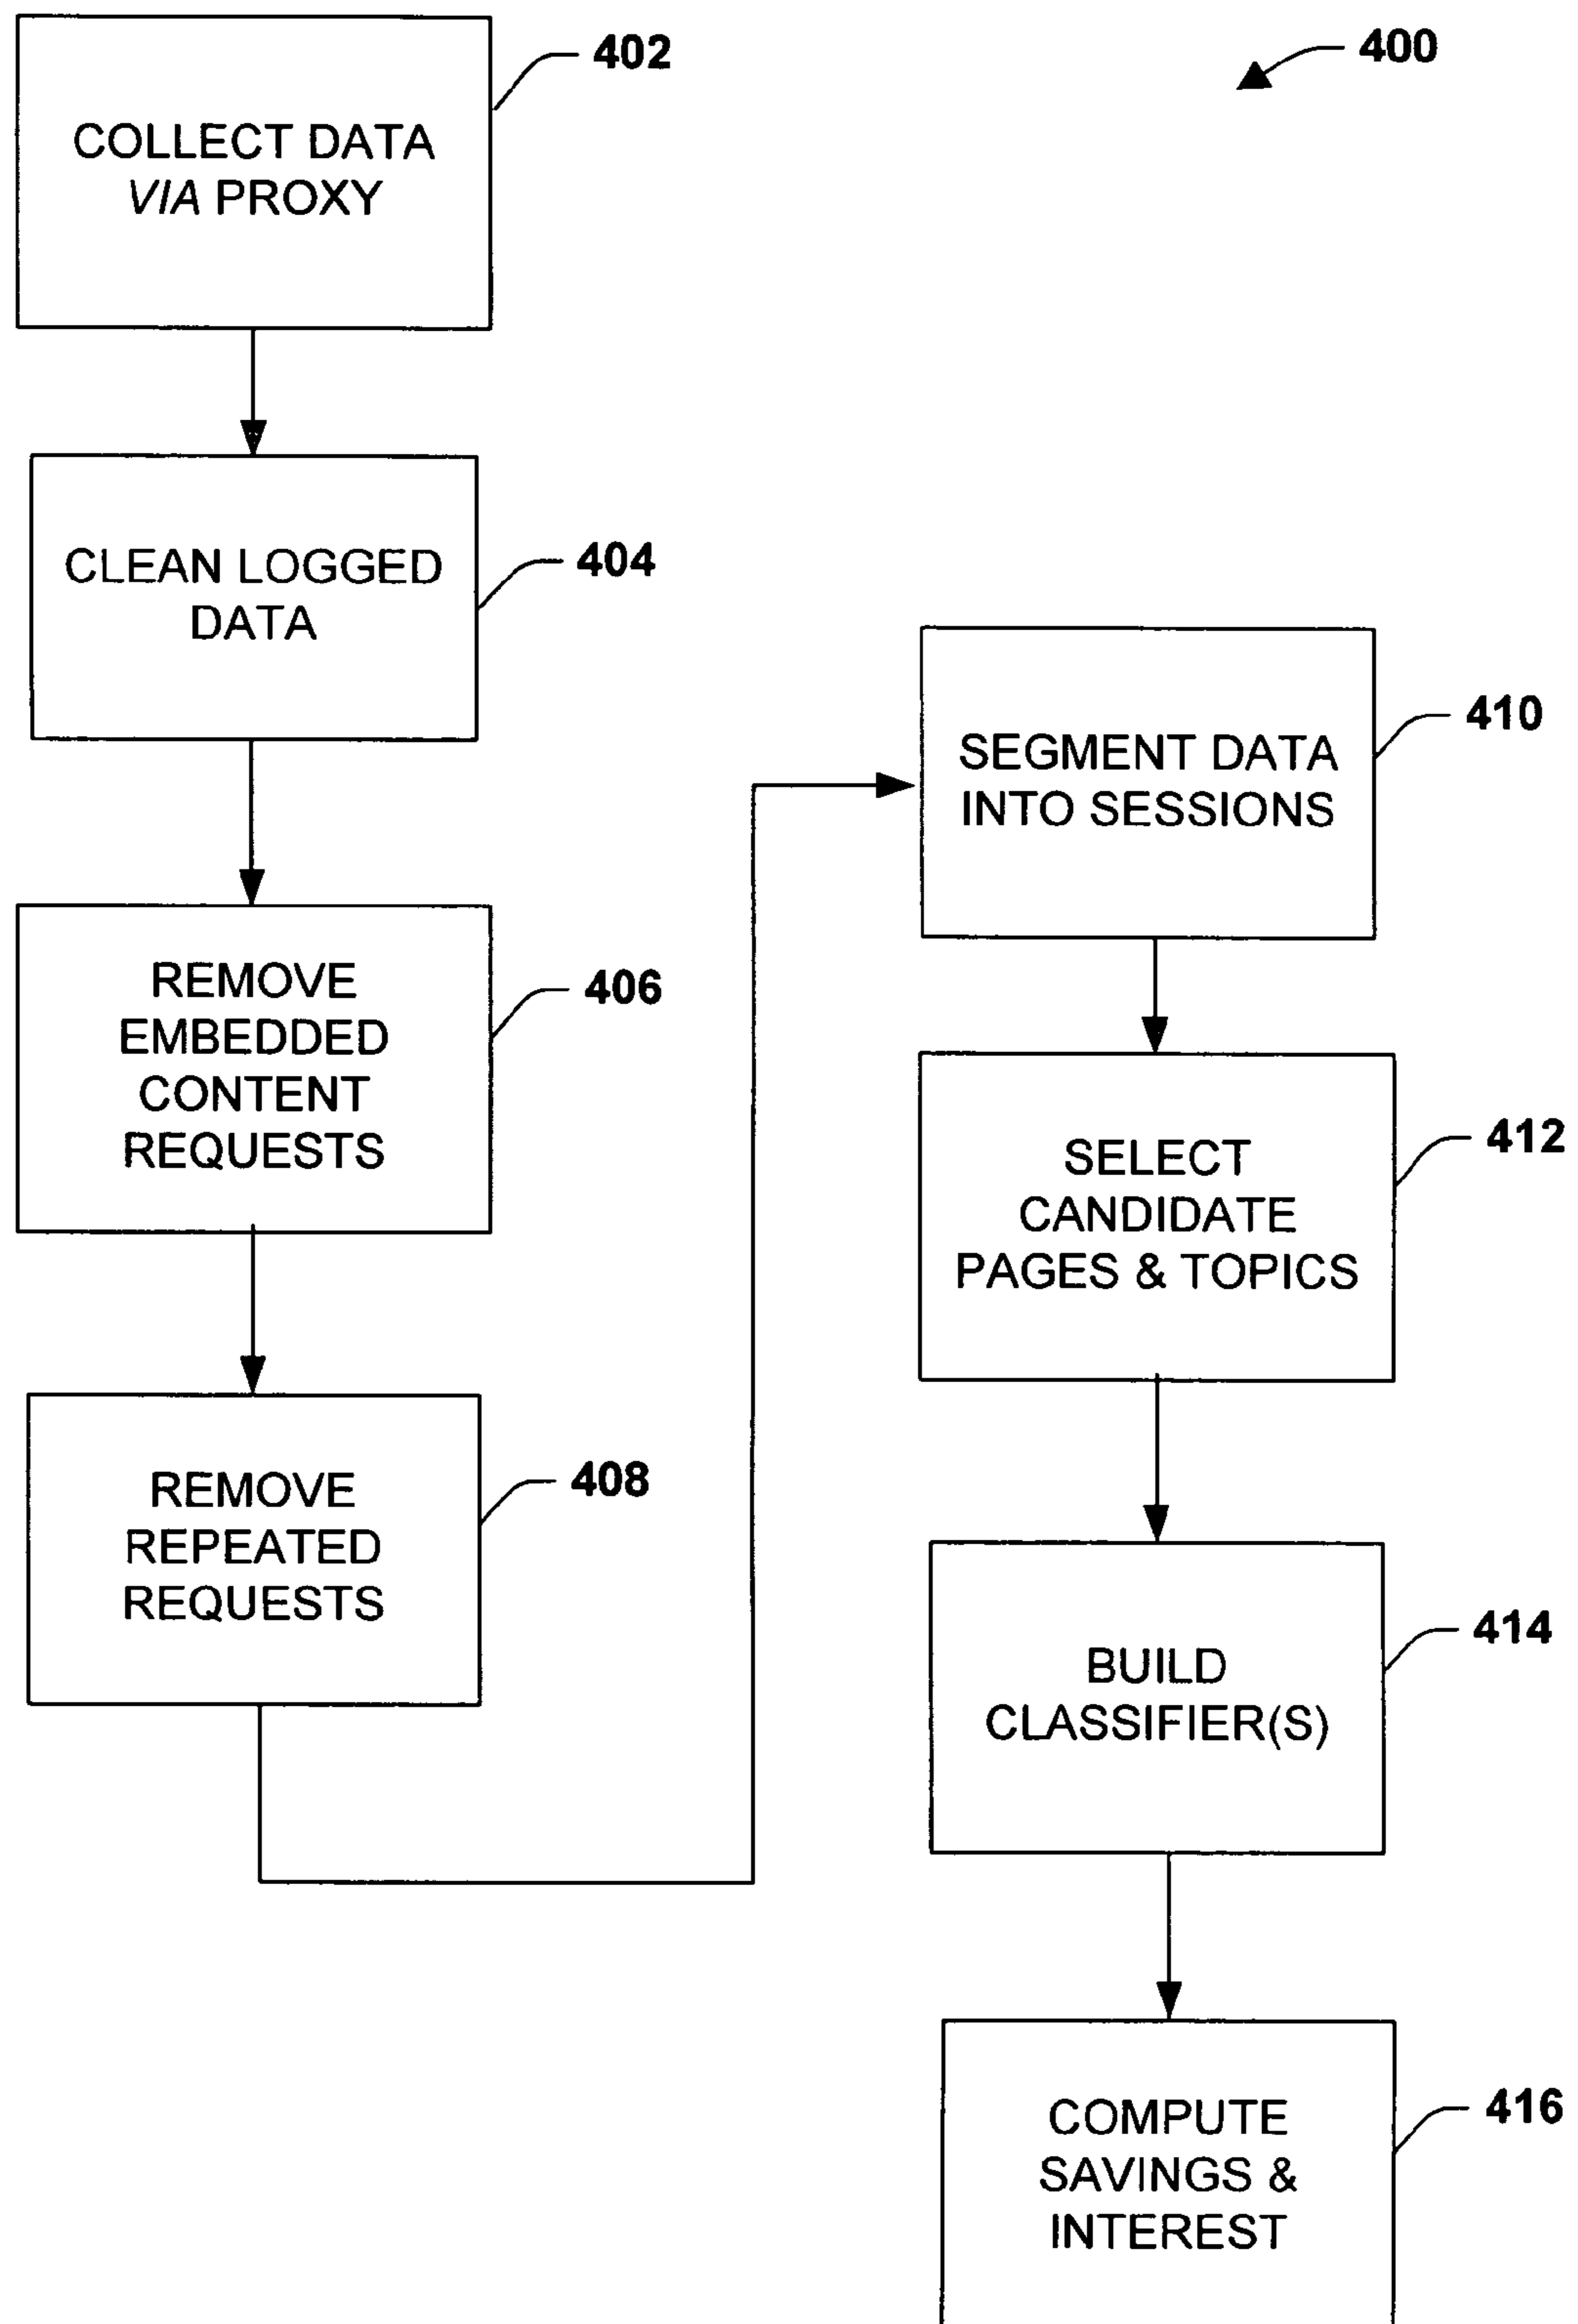 402
400
COLLECT DATA
VIA PROXY
CLEAN LOGGED
DATA
404
REMOVE
EMBEDDED
CONTENT
REQUESTS
406
REMOVE
REPEATED
REQUESTS
408
SEGMENT DATA
INTO SESSIONS
410
SELECT
CANDIDATE
PAGES & TOPICS
412
BUILD
CLASSIFIER(S)
414
COMPUTE
SAVINGS &
INTEREST
416